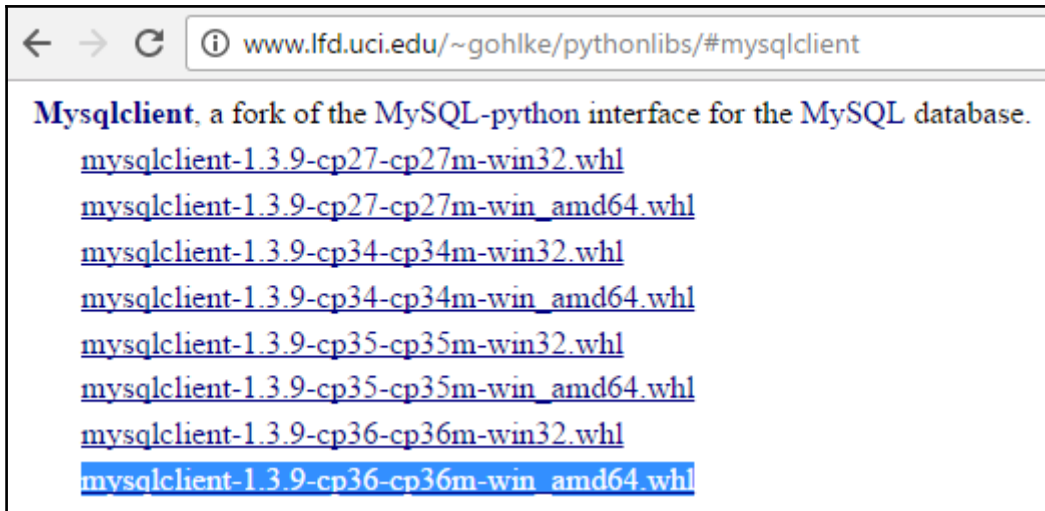 www.lfd.uci.edu/~gohlke/pythonlibs/#mysqlclient
Mysqlclient, a fork of the MySQL-python interface for the MySQL database.
mysqlclient-1.3.9-cp27-cp27m-win32.whl
mysqlclient-1.3.9-cp27-cp27m-win_amd64.whl
mysqlclient-1.3.9-cp34-cp34m-win32.whl
mysqlclient-1.3.9-cp34-cp34m-win_amd64.whl
mysqlclient-1.3.9-cp35-cp35m-win32.whl
mysqlclient-1.3.9-cp35-cp35m-win_amd64.whl
mysqlclient-1.3.9-cp36-cp36m-win32.whl
mysqlclient-1.3.9-cp36-cp36m-win_amd64.whl